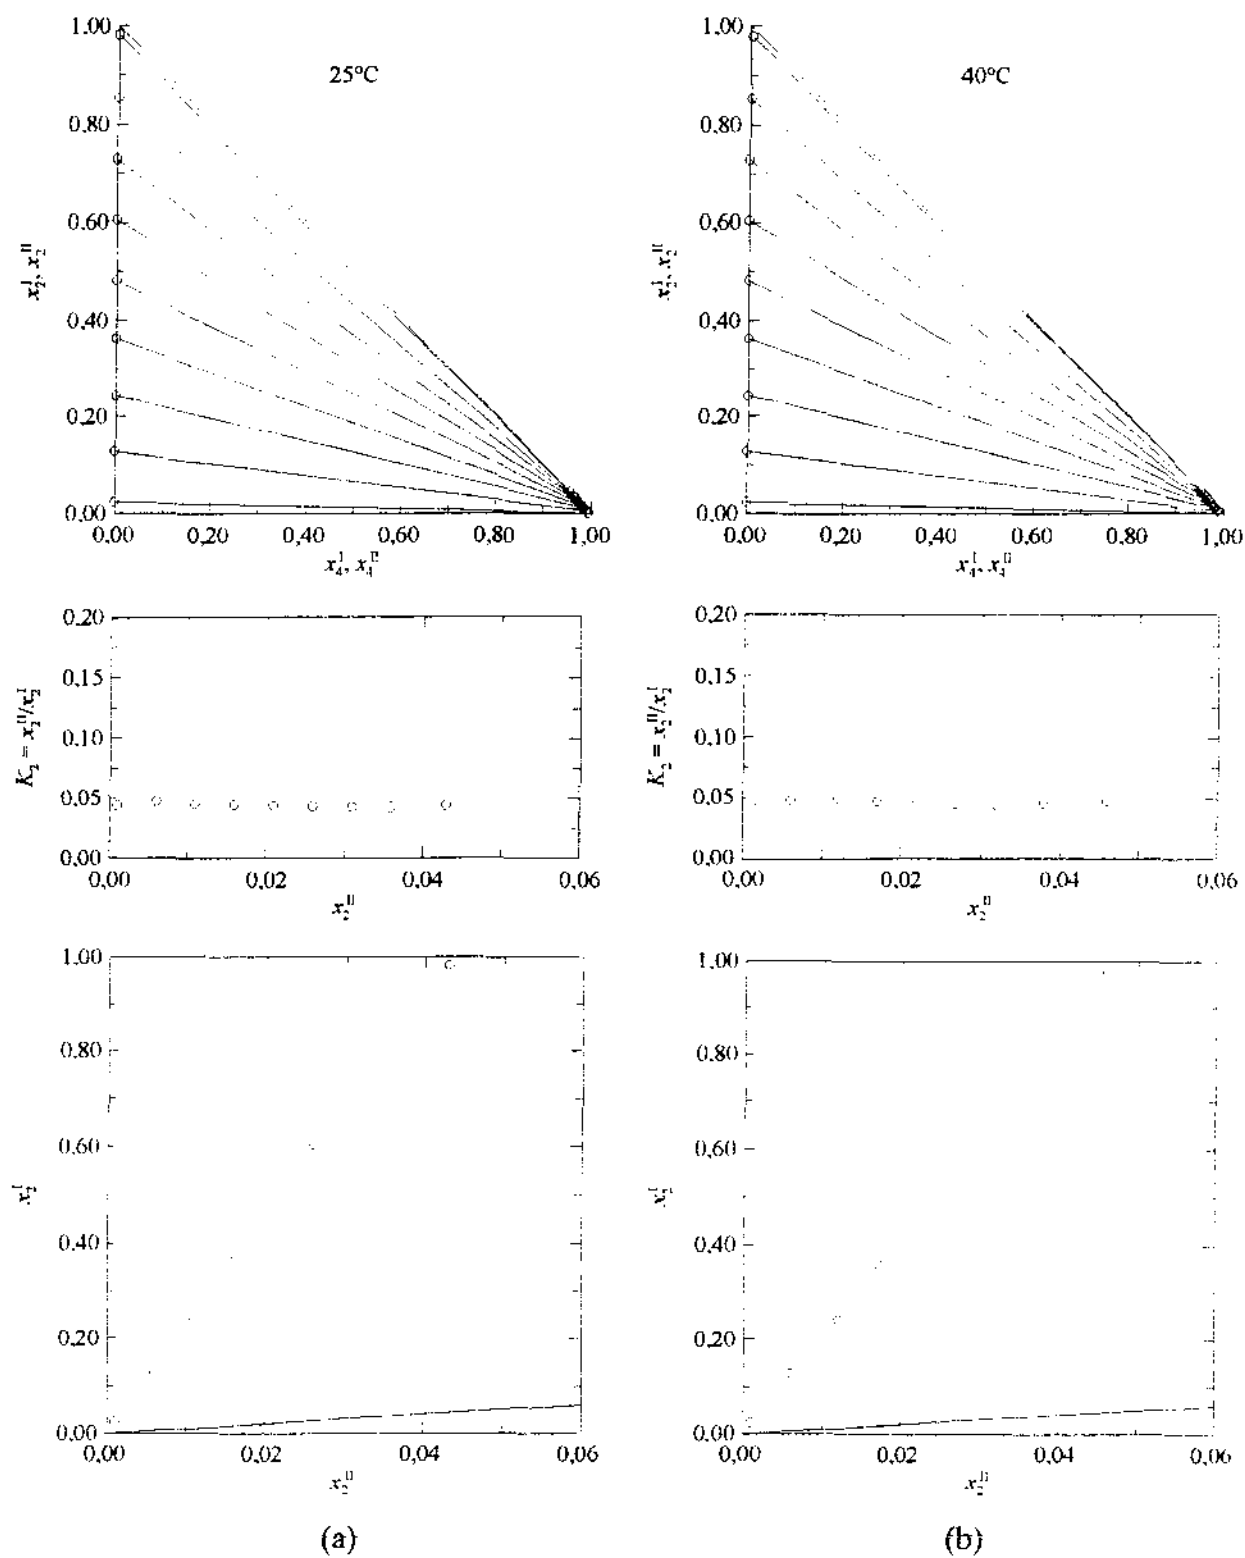 25°C
1.00
0.80
0.60
0.40
0.20
0.00
x₂ᴵ, x₂ᴵᴵ
0.00 0,20 0,40 0,60 0,80 1,00
x₄ᴵ, x₄ᴵᴵ
40°C
1.00
0.80
0.60
0,40
0.20
0.00
x₂ᴵ, x₂ᴵᴵ
0.00 0,20 0,40 0,60 0,80 1,00
x₄ᴵ, x₄ᴵᴵ
0,20
0.15
0.10
0.05
0.00
K₂ = x₂ᴵᴵ/x₂ᴵ
0.00 0,02 0,04 0,06
x₂ᴵᴵ
0.20
0.15
0.10
0.05
0.00
K₂ = x₂ᴵᴵ/x₂ᴵ
0.00 0,02 0,04 0,06
x₂ᴵᴵ
1.00
0.80
0.60
0.40
0.20
0.00
x₂ᴵ
0.00 0,02 0,04 0,06
x₂ᴵᴵ
(a)
1,00
0.80
0,60
0,40
0.20
0.00
x₂ᴵ
0.00 0,02 0,04 0,06
x₂ᴵᴵ
(b)